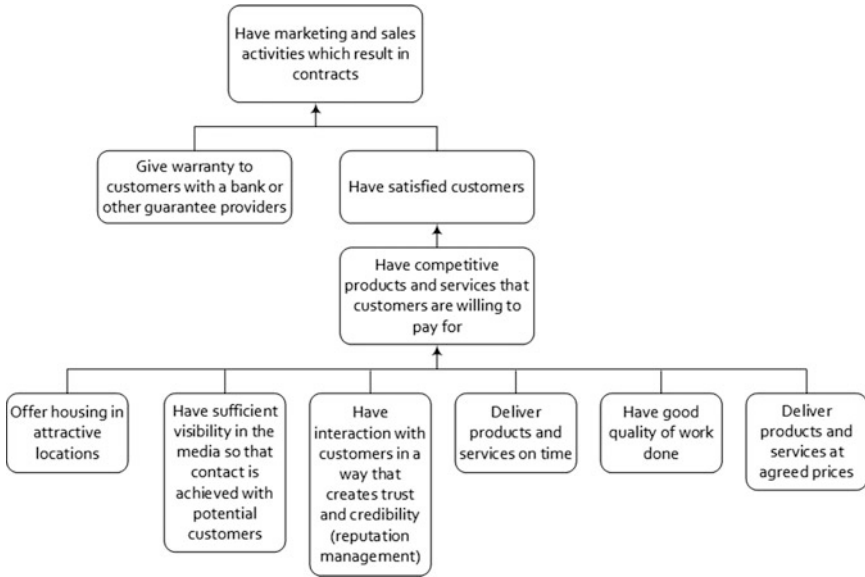 Have marketing and sales
activities which result in
contracts
Give warranty to
customers with a bank or
other guarantee providers
Have satisfied customers
Have competitive
products and services that
customers are willing to
pay for
Offer housing in
attractive
locations
Have sufficient
visibility in the
media so that
contact is
achieved with
potential
customers
Have
interaction with
customers in a
way that
creates trust
and credibility
(reputation
management)
Deliver
products and
services on time
Have good
quality of work
done
Deliver
products and
services at
agreed prices